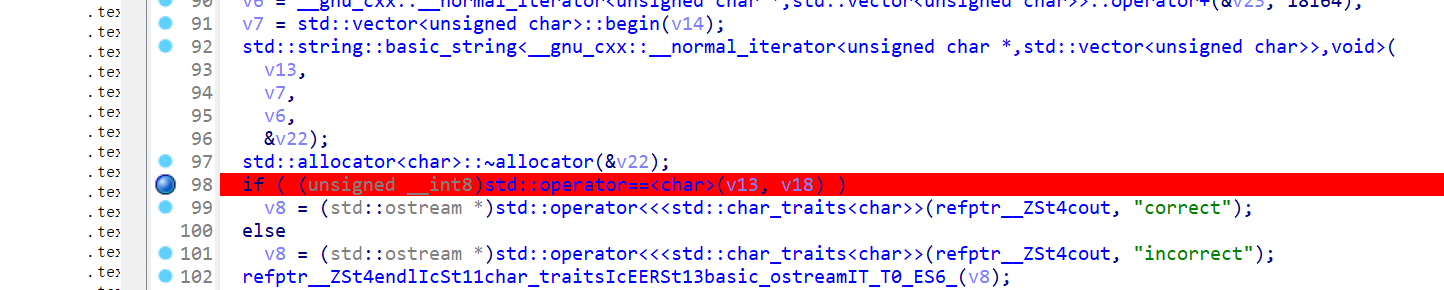 .tex
.tex
.tex
.tex
.tex
.tex
.tex
.tex
.tex
.tex
.tex
.tex
.tex
.tex
90 v6 = __gnu_cxx::__normal_iterator<unsigned char *,std::vector<unsigned char>>::operator+(&v23, 18i64);
91 v7 = std::vector<unsigned char>::begin(v14);
92 std::string::basic_string<__gnu_cxx::__normal_iterator<unsigned char *,std::vector<unsigned char>>,void>(
93 v13,
94 v7,
95 v6,
96 &v22);
97 std::allocator<char>::~allocator(&v22);
98 if ( (unsigned __int8)std::operator==<char>(v13, v18) )
99 v8 = (std::ostream *)std::operator<<<std::char_traits<char>>(refptr__ZSt4cout, "correct");
100 else
101 v8 = (std::ostream *)std::operator<<<std::char_traits<char>>(refptr__ZSt4cout, "incorrect");
102 refptr__ZSt4endlIcSt11char_traitsIcEERSt13basic_ostreamIT_T0_ES6_(v8);